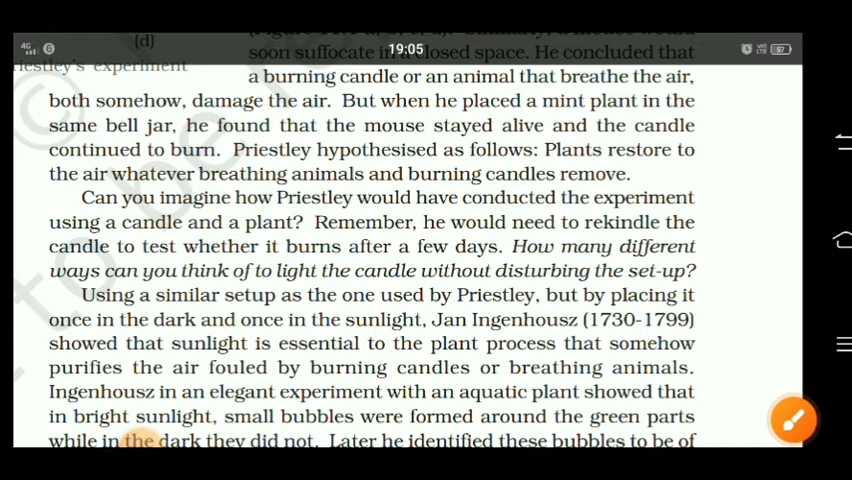 4G 6 19:05 57
(d)
soon suffocate in a closed space. He concluded that
riestley's experiment
a burning candle or an animal that breathe the air,
both somehow, damage the air. But when he placed a mint plant in the
same bell jar, he found that the mouse stayed alive and the candle
continued to burn. Priestley hypothesised as follows: Plants restore to
the air whatever breathing animals and burning candles remove.
Can you imagine how Priestley would have conducted the experiment
using a candle and a plant? Remember, he would need to rekindle the
candle to test whether it burns after a few days. How many different
ways can you think of to light the candle without disturbing the set-up?
Using a similar setup as the one used by Priestley, but by placing it
once in the dark and once in the sunlight, Jan Ingenhousz (1730-1799)
showed that sunlight is essential to the plant process that somehow
purifies the air fouled by burning candles or breathing animals.
Ingenhousz in an elegant experiment with an aquatic plant showed that
in bright sunlight, small bubbles were formed around the green parts
while in the dark they did not. Later he identified these bubbles to be of